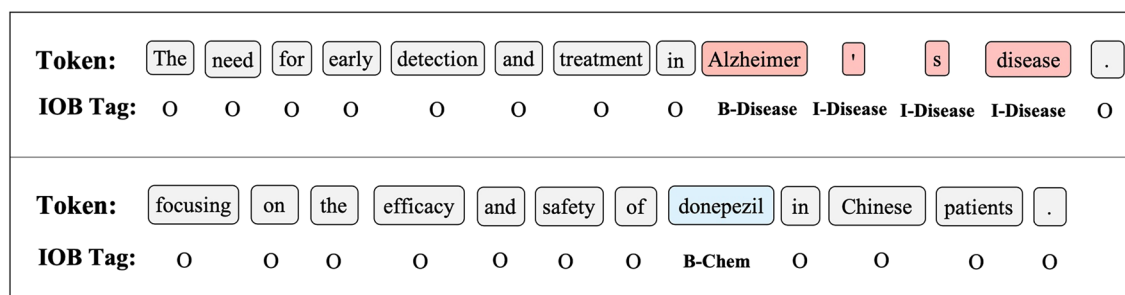 Token: The need for early detection and treatment in Alzheimer ' s disease .
IOB Tag: O O O O O O O O B-Disease I-Disease I-Disease I-Disease O
Token: focusing on the efficacy and safety of donepezil in Chinese patients .
IOB Tag: O O O O O O O B-Chem O O O O